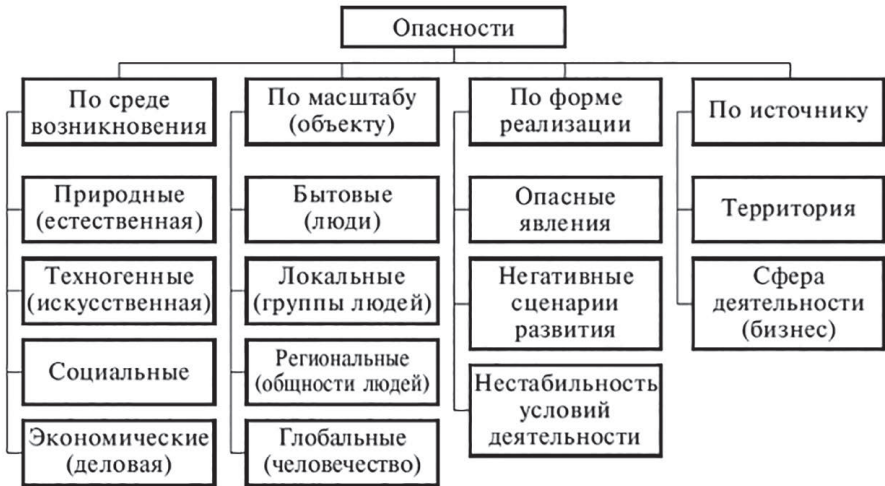 Опасности
По среде
возникновения
Природные
(естественная)
Техногенные
(искусственная)
Социальные
Экономические
(деловая)
По масштабу
(объекту)
Бытовые
(люди)
Локальные
(группы людей)
Региональные
(общности людей)
Глобальные
(человечество)
По форме
реализации
Опасные
явления
Негативные
сценарии
развития
Нестабильность
условий
деятельности
По источнику
Территория
Сфера
деятельности
(бизнес)